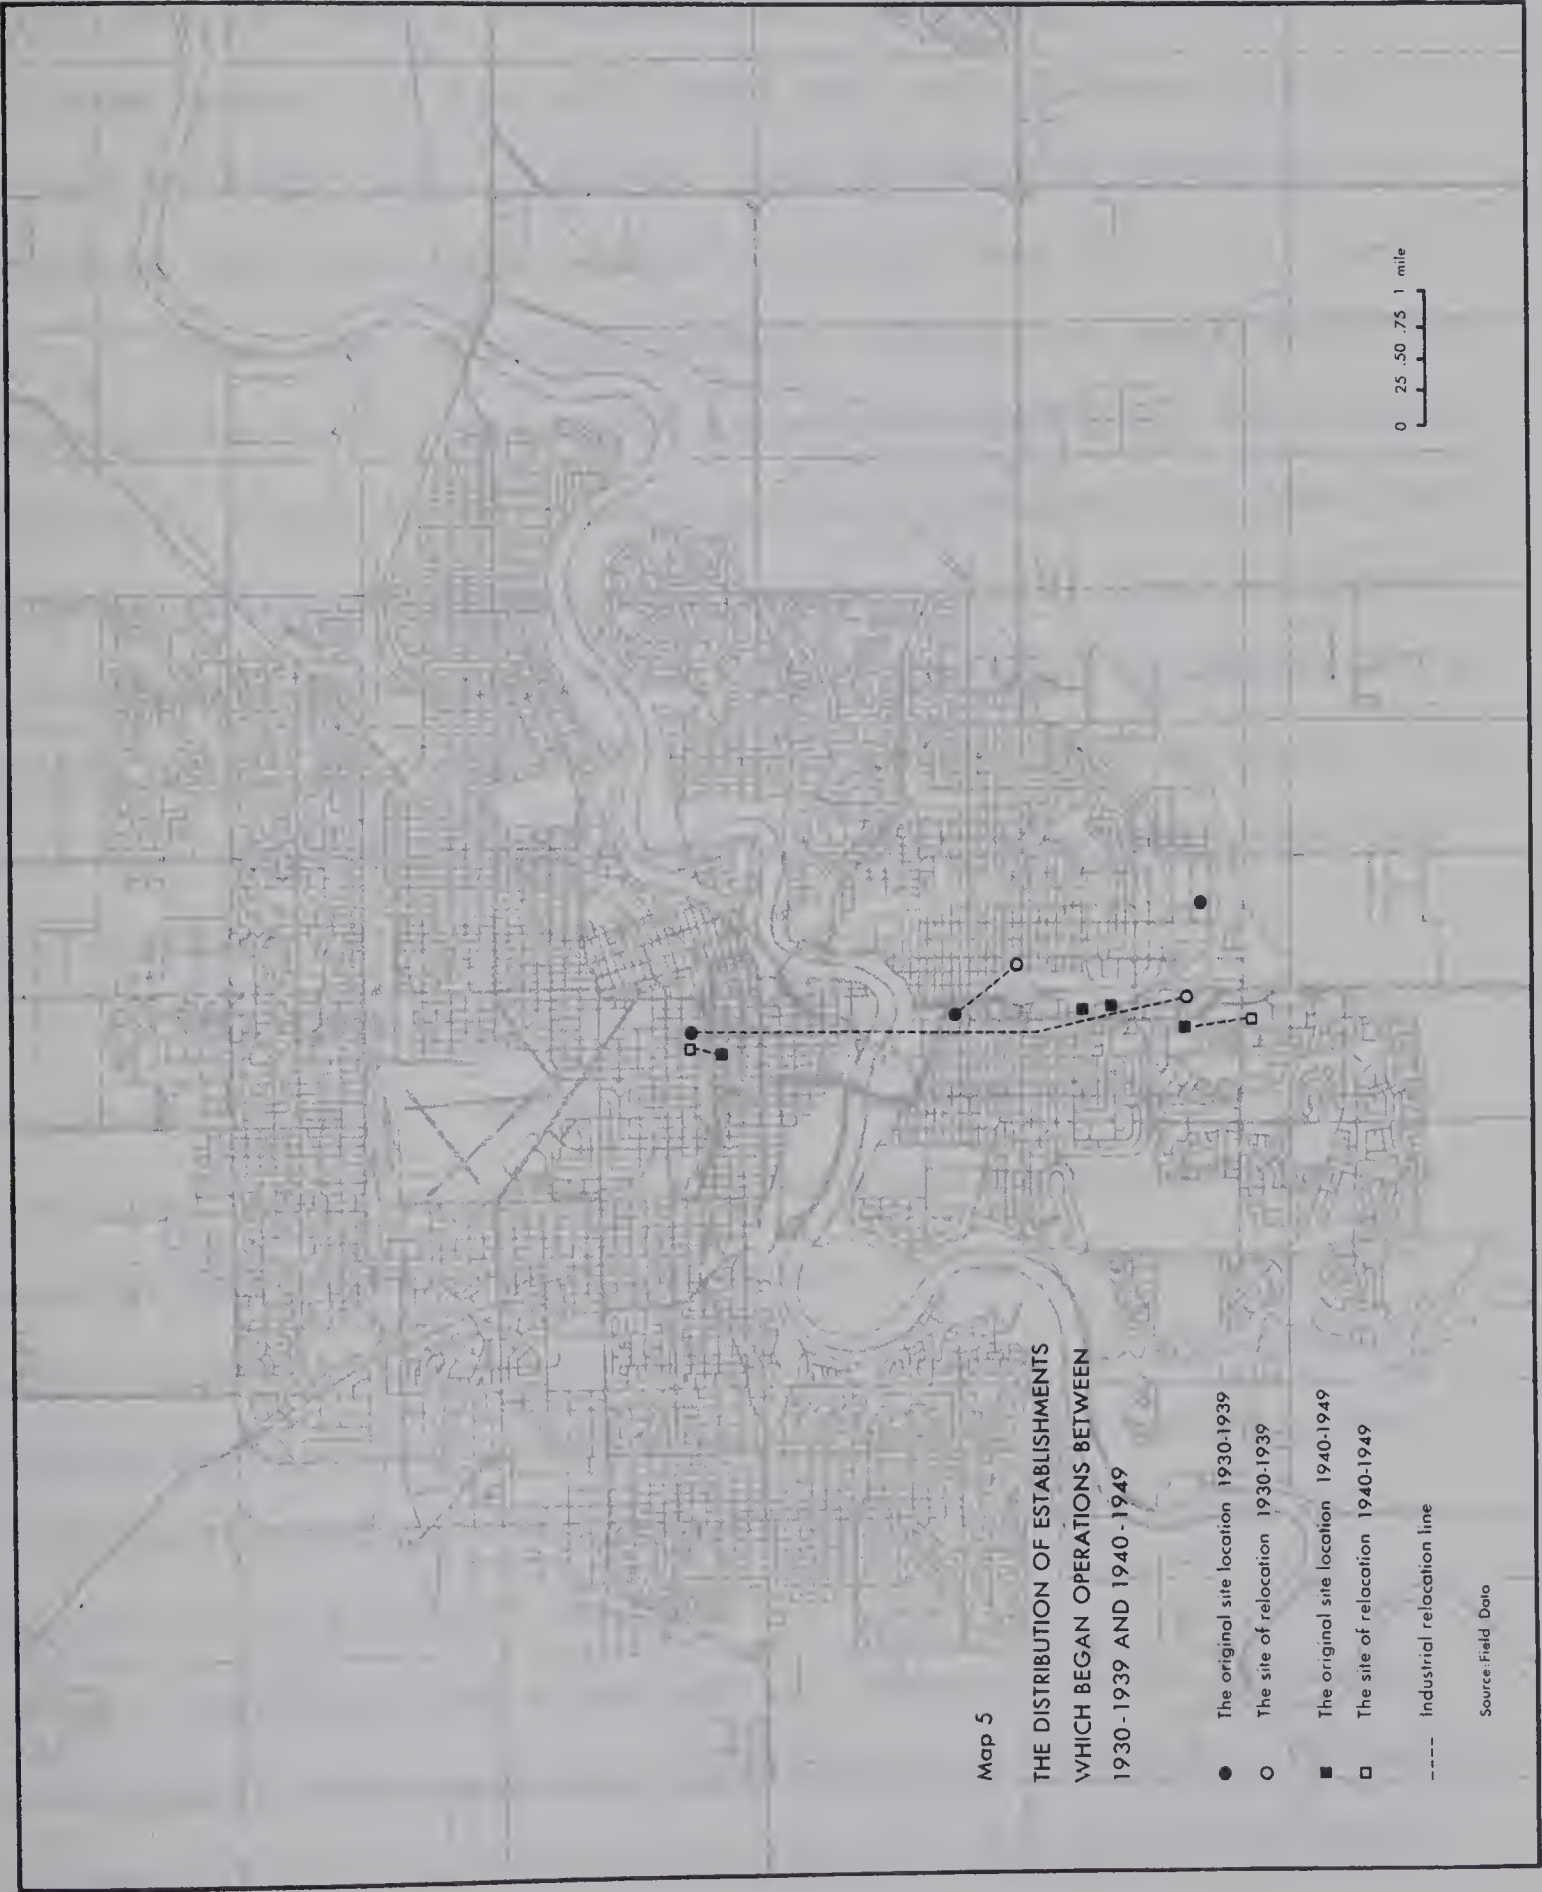 Map 5
THE DISTRIBUTION OF ESTABLISHMENTS
WHICH BEGAN OPERATIONS BETWEEN
1930-1939 AND 1940-1949
The original site location 1930-1939
The site of relocation 1930-1939
The original site location 1940-1949
The site of relocation 1940-1949
Industrial relocation line
Source: Field Data
0 25 .50 .75 1 mile